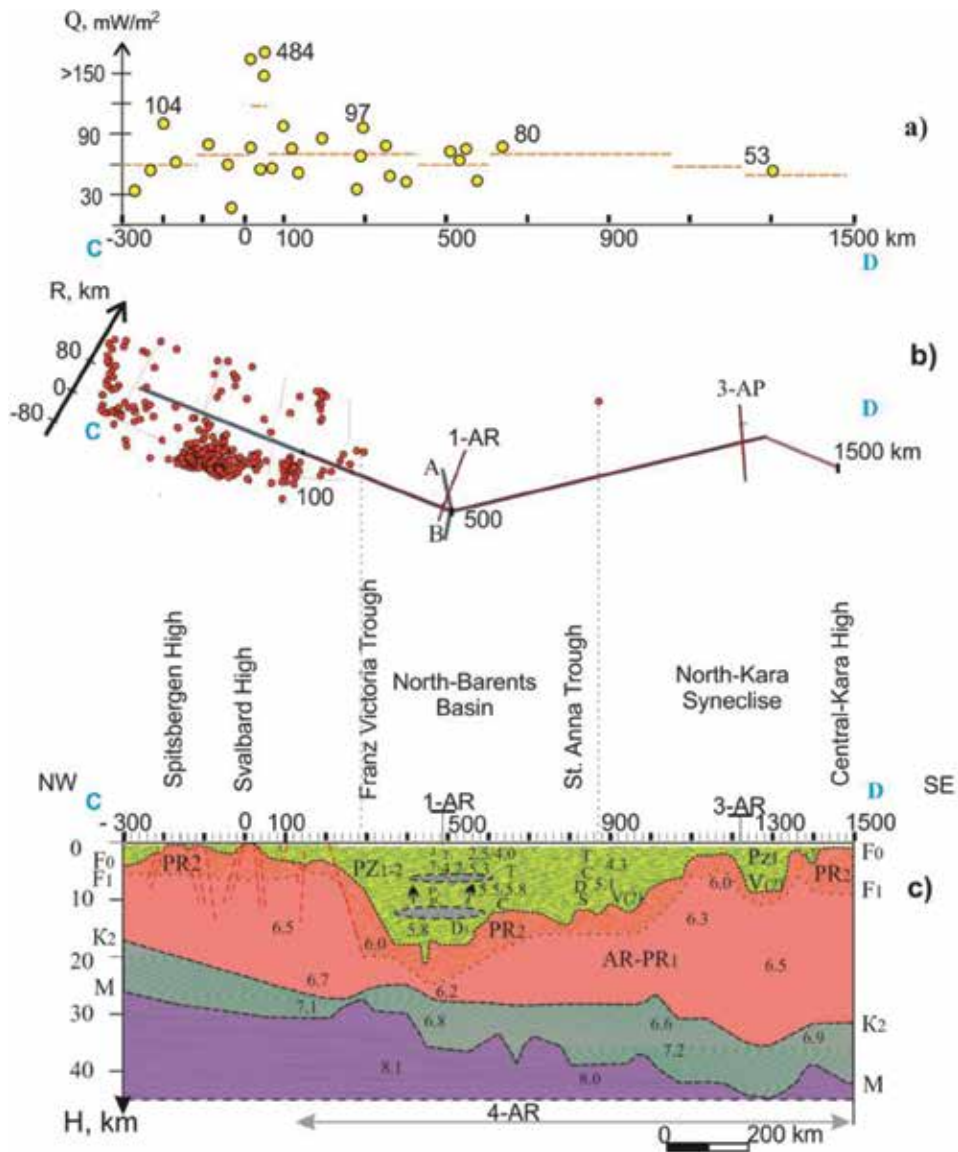 Q, mW/m²
>150
90
30
104
484
97
80
53
a)
-300 0 100 500 900 1500 km
C D
R, km
80
0
-80
b)
C D
100
A
B
1-AR
500
3-AP
1500 km
Spitsbergen High
Svalbard High
Franz Victoria Trough
North-Barents
Basin
St. Anna Trough
North-Kara
Syneclise
Central-Kara High
NW SE
C D
1-AR 3-AR
-300 0 100 500 900 1300 1500
c)
0
10
20
30
40
F0
F1
K2
M
F0
F1
K2
M
PR2
PZ1-2
PR2
PZ1
V(?)
PR2
AR-PR1
T
C
D
S
V(?)
4.3
5.1
5.8
6.5
6.0
6.7
6.2
7.1
6.8
8.1
6.0
6.3
6.5
6.6
7.2
6.9
8.0
H, km
4-AR
0 200 km